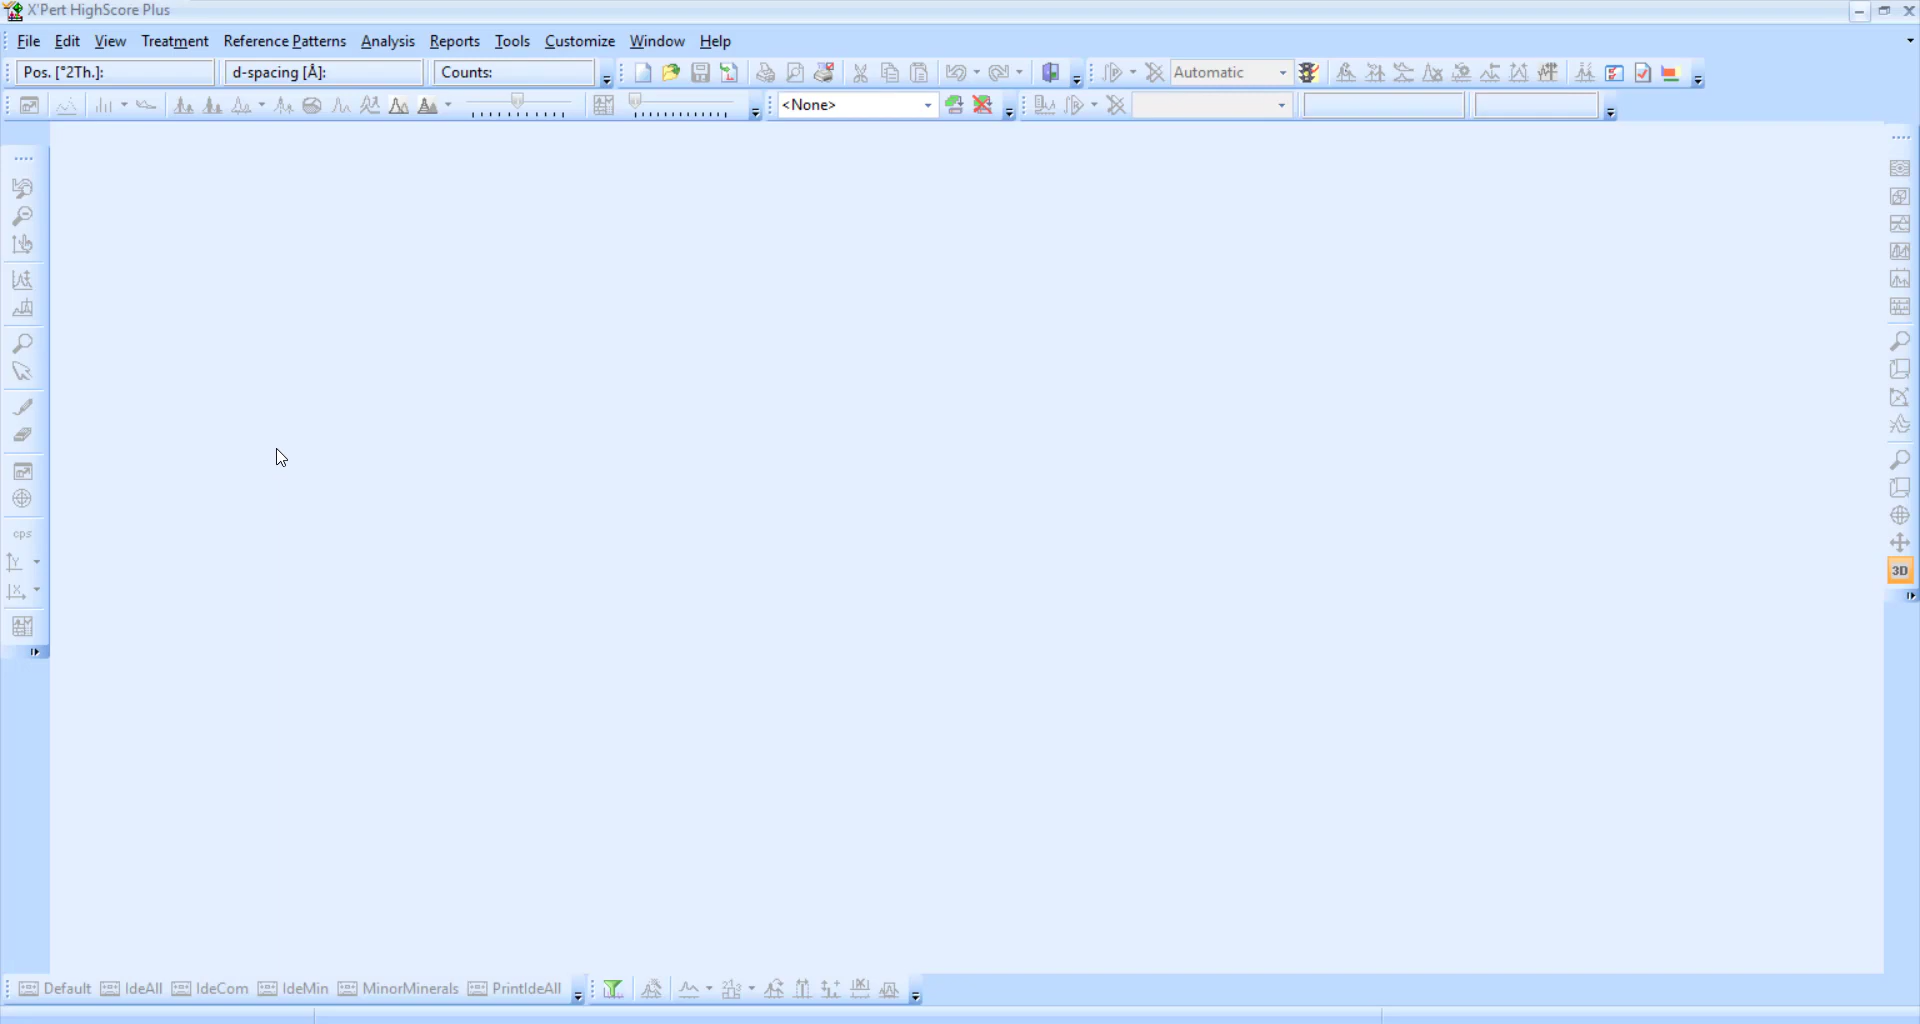 X'Pert HighScore Plus
File Edit View Treatment Reference Patterns Analysis Reports Tools Customize Window Help
Pos. [°2Th.]: d-spacing [Å]: Counts: Automatic
<None>
cps
Y
X
3D
Default IdeAll IdeCom IdeMin MinorMinerals PrintIdeAll